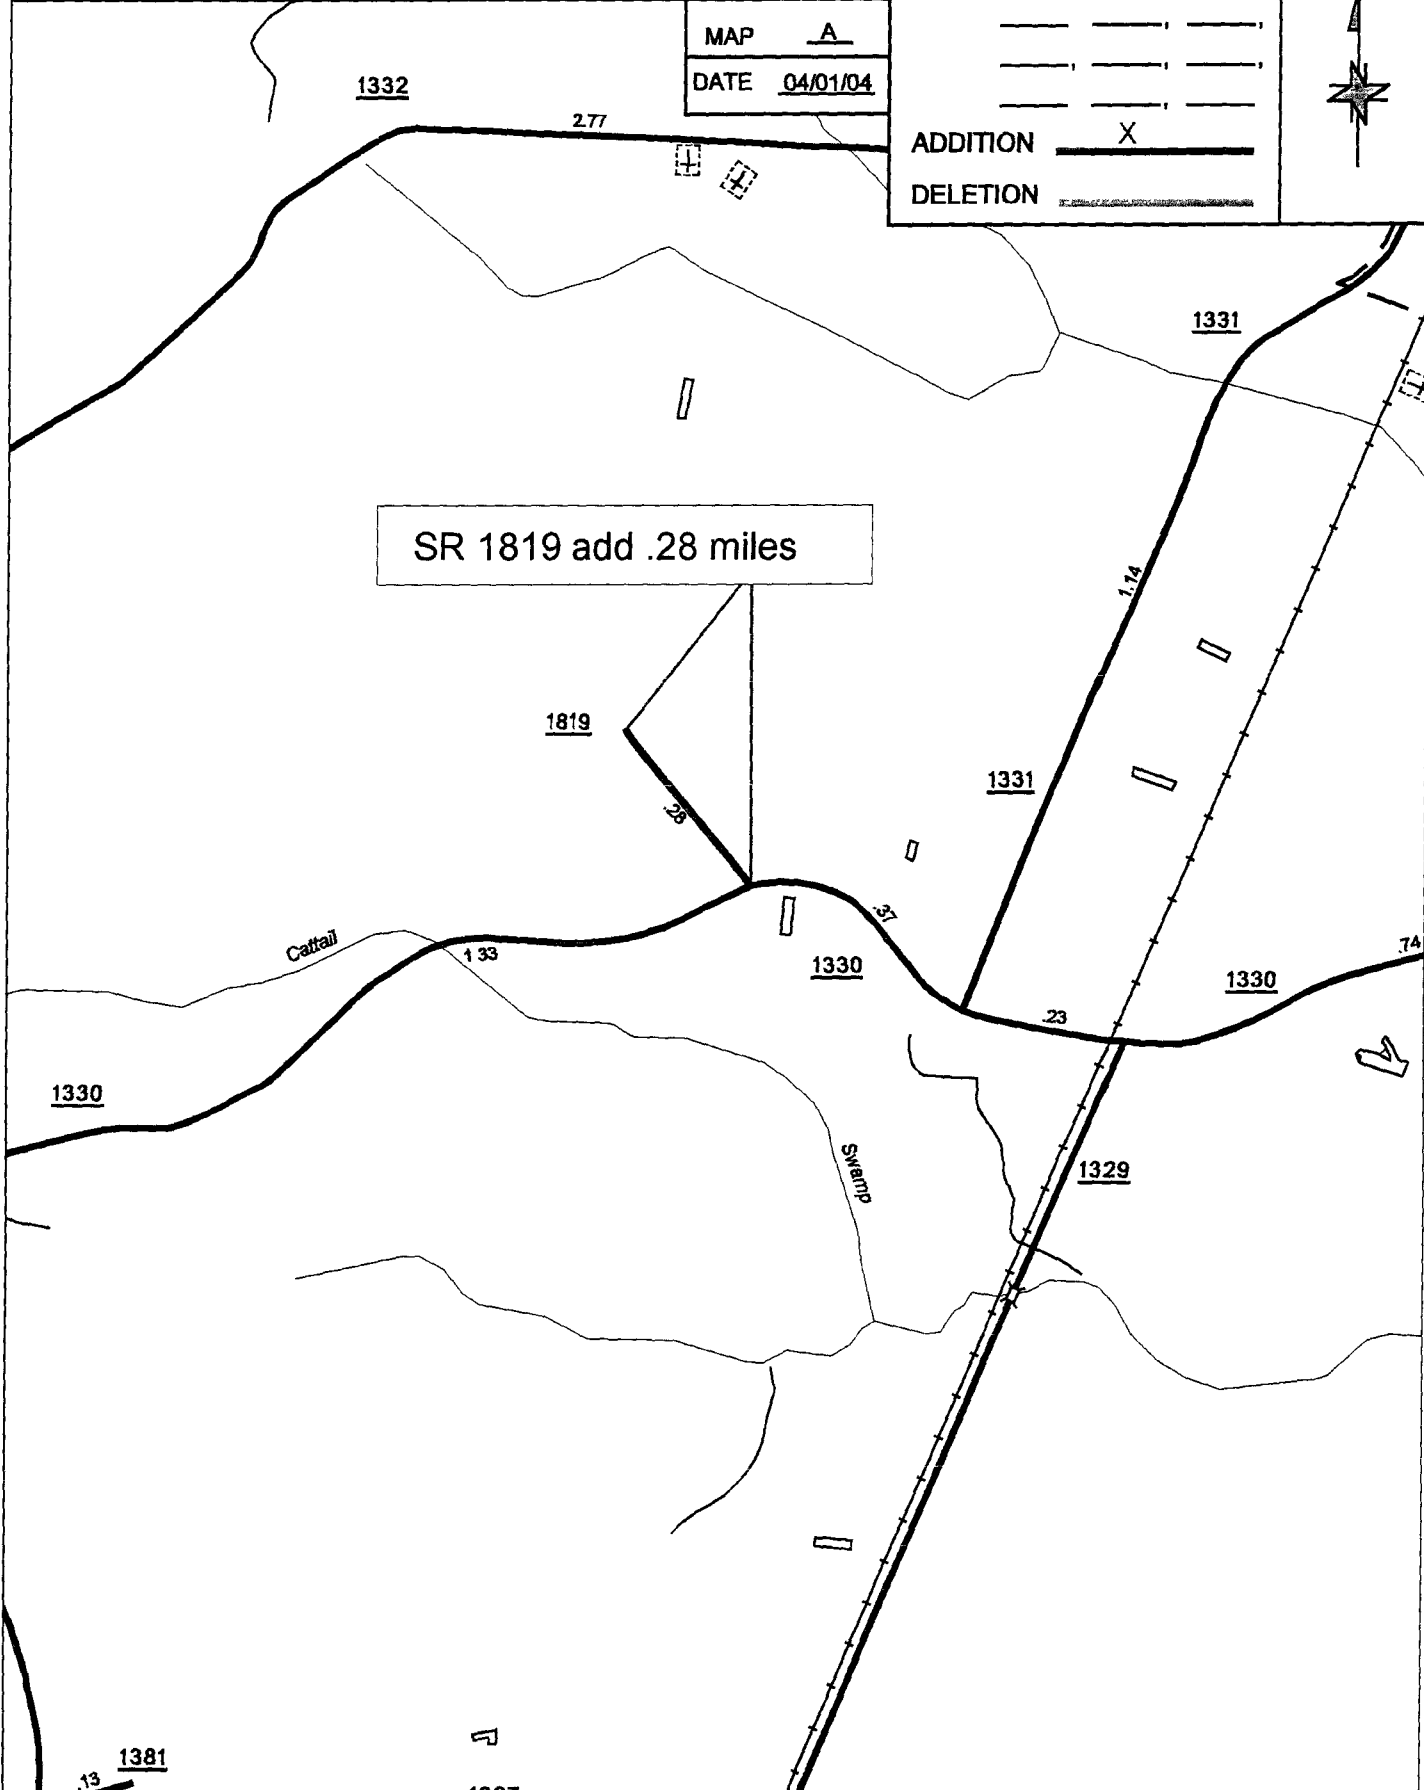 MAP A
DATE 04/01/04
X
ADDITION
DELETION
1332
2.77
1331
SR 1819 add .28 miles
1.14
1819
1331
.28
.37
Cattail
1 33
1330
.74
1330
.23
1330
Swamp
1329
1381
.13